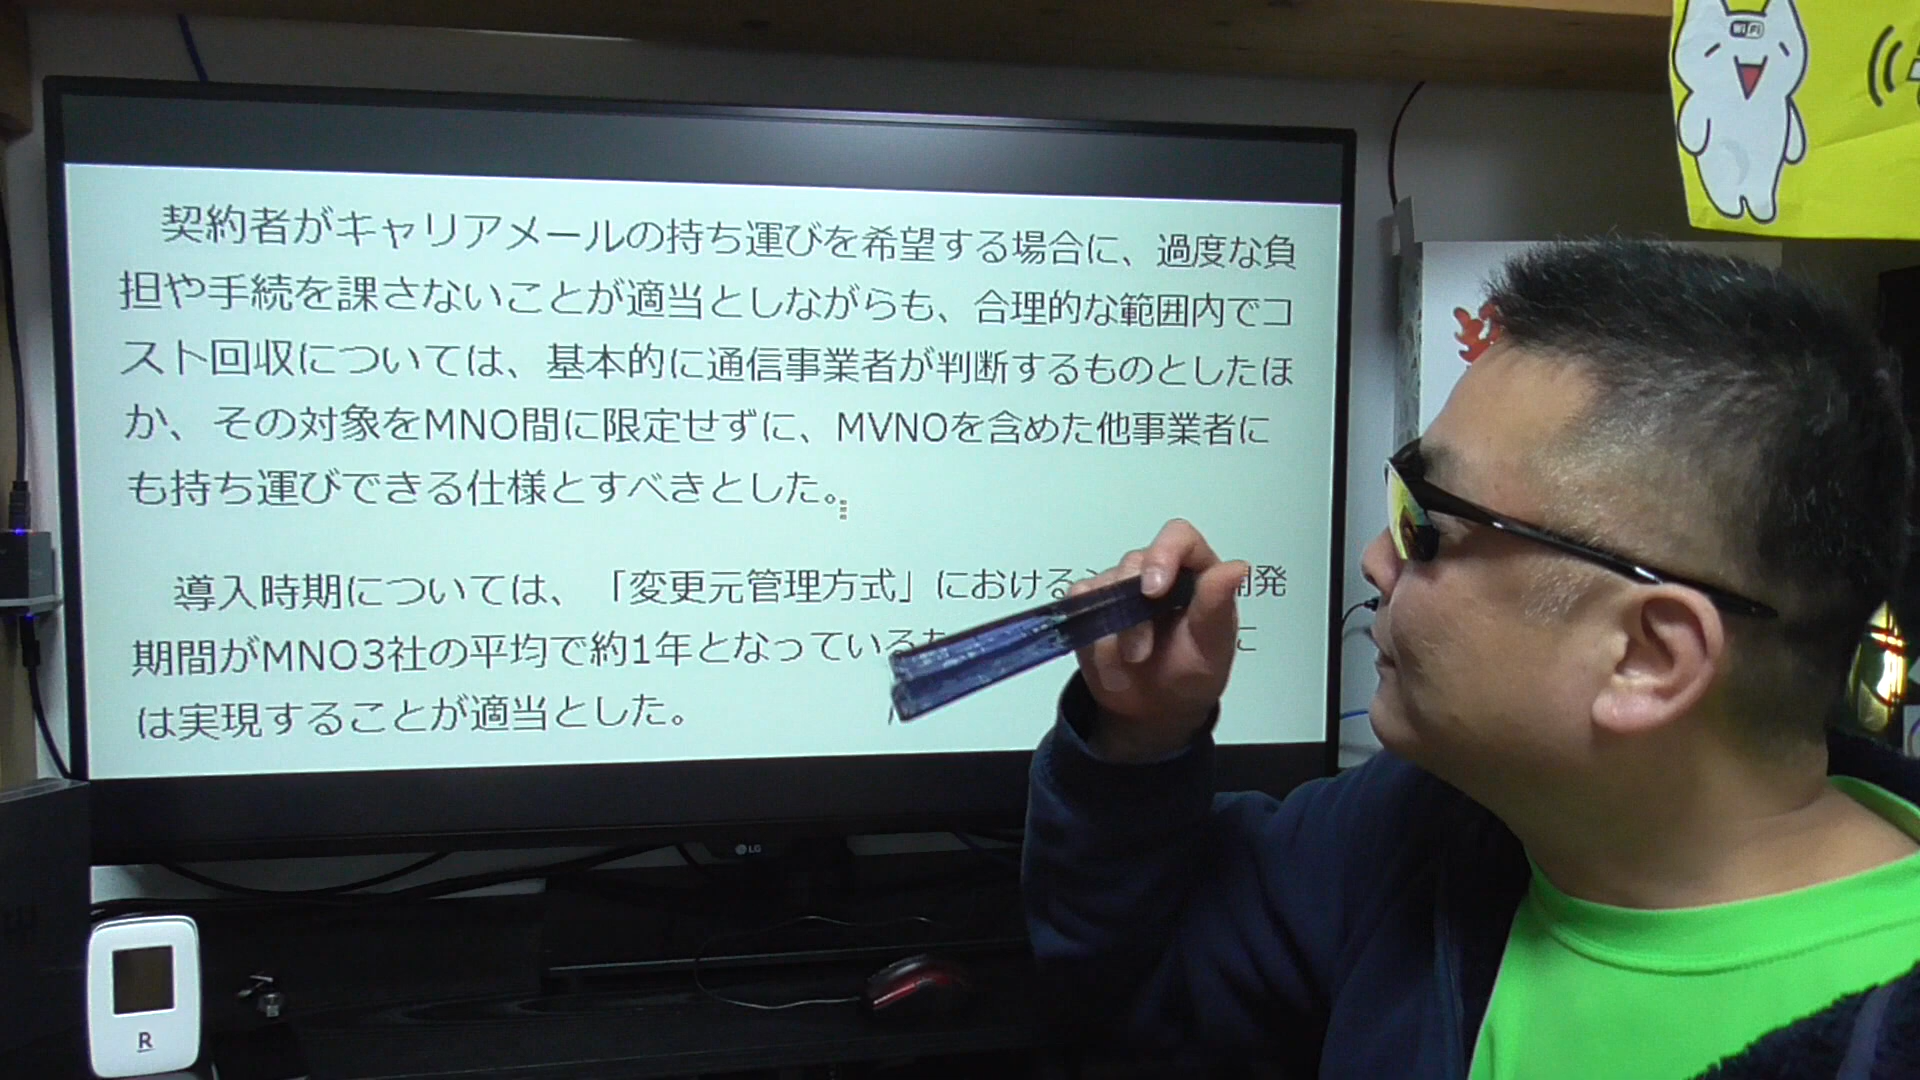 契約者がキャリアメールの持ち運びを希望する場合に、過度な負
担や手続を課さないことが適当としながらも、合理的な範囲内でコ
スト回収については、基本的に通信事業者が判断するものとしたほ
か、その対象をMNO間に限定せずに、MVNOを含めた他事業者に
も持ち運びできる仕様とすべきとした。
導入時期については、「変更元管理方式」における 開発
期間がMNO3社の平均で約1年となっている に
は実現することが適当とした。
Wi Fi
LG
R